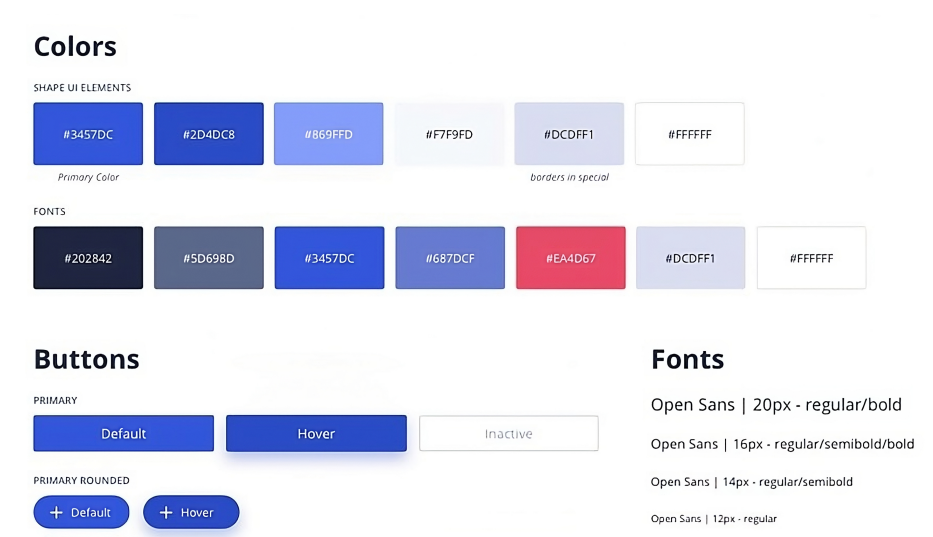 Colors
SHAPE UI ELEMENTS
#3457DC #2D4DC8 #869FFD #F7F9FD #DCDFF1 #FFFFFF
Primary Color borders in special
FONTS
#202842 #5D698D #3457DC #687DCF #EA4D67 #DCDFF1 #FFFFFF
Buttons
PRIMARY
Default Hover Inactive
PRIMARY ROUNDED
+ Default + Hover
Fonts
Open Sans | 20px - regular/bold
Open Sans | 16px - regular/semibold/bold
Open Sans | 14px - regular/semibold
Open Sans | 12px - regular